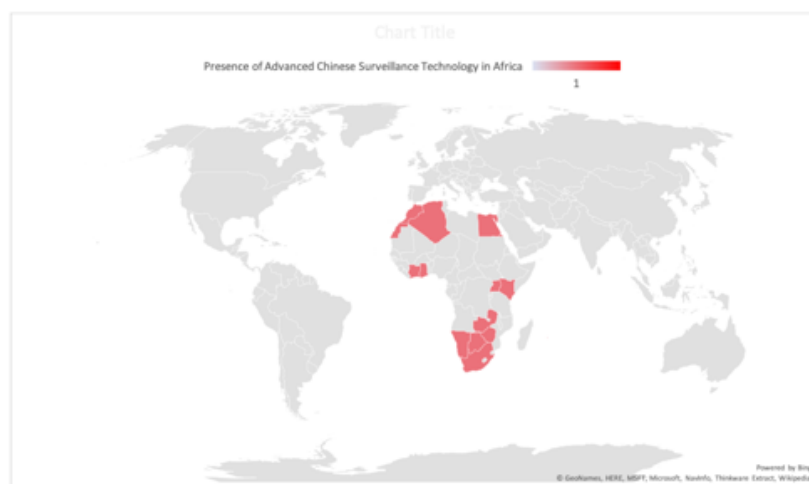 Chart Title
Presence of Advanced Chinese Surveillance Technology in Africa
1
Powered by Bing
© GeoNames, HERE, MSFT, Microsoft, NavInfo, Thinkware Extract, Wikipedia